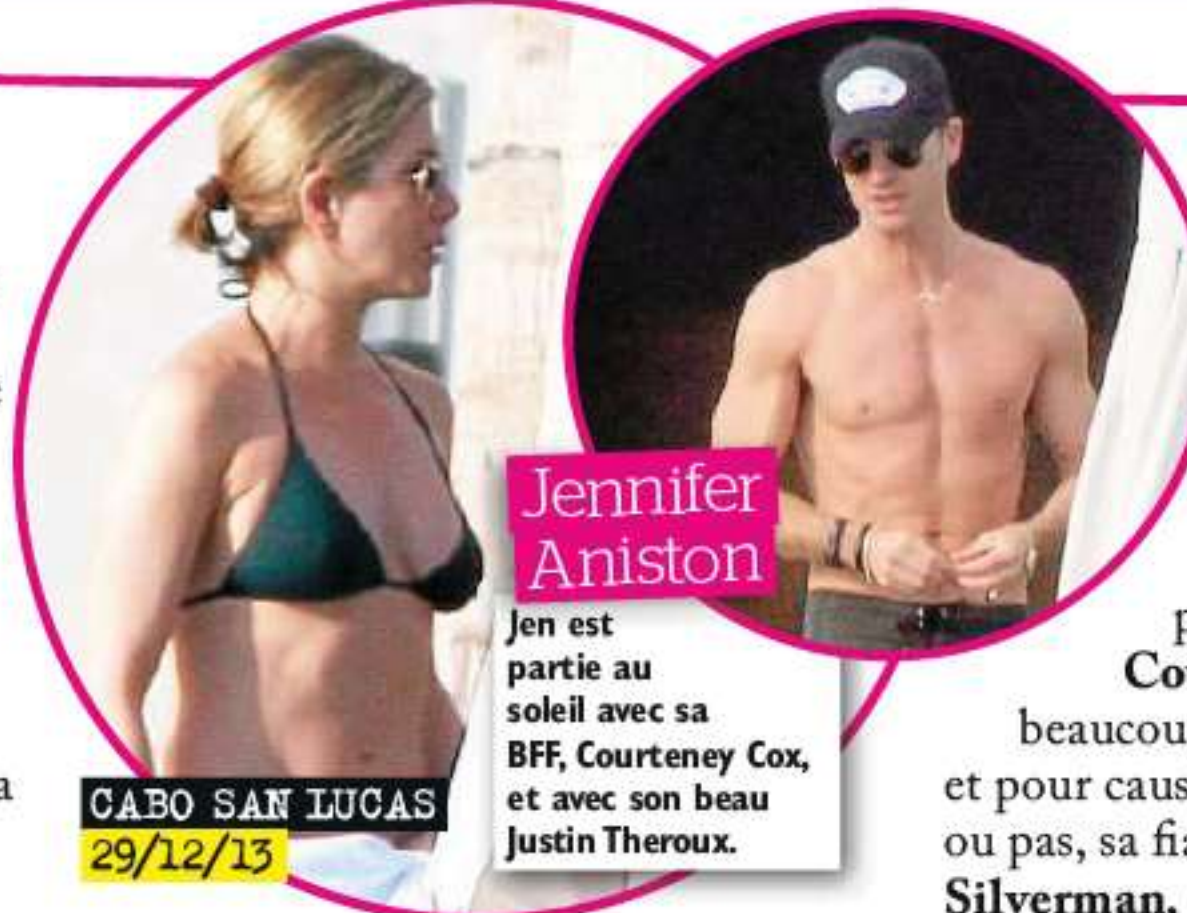 Jennifer
Aniston
Jen est
partie au
soleil avec sa
BFF, Courteney Cox,
et avec son beau
Justin Theroux.
CABO SAN LUCAS
29/12/13
beaucou
et pour caus
ou pas, sa fia
Silverman,